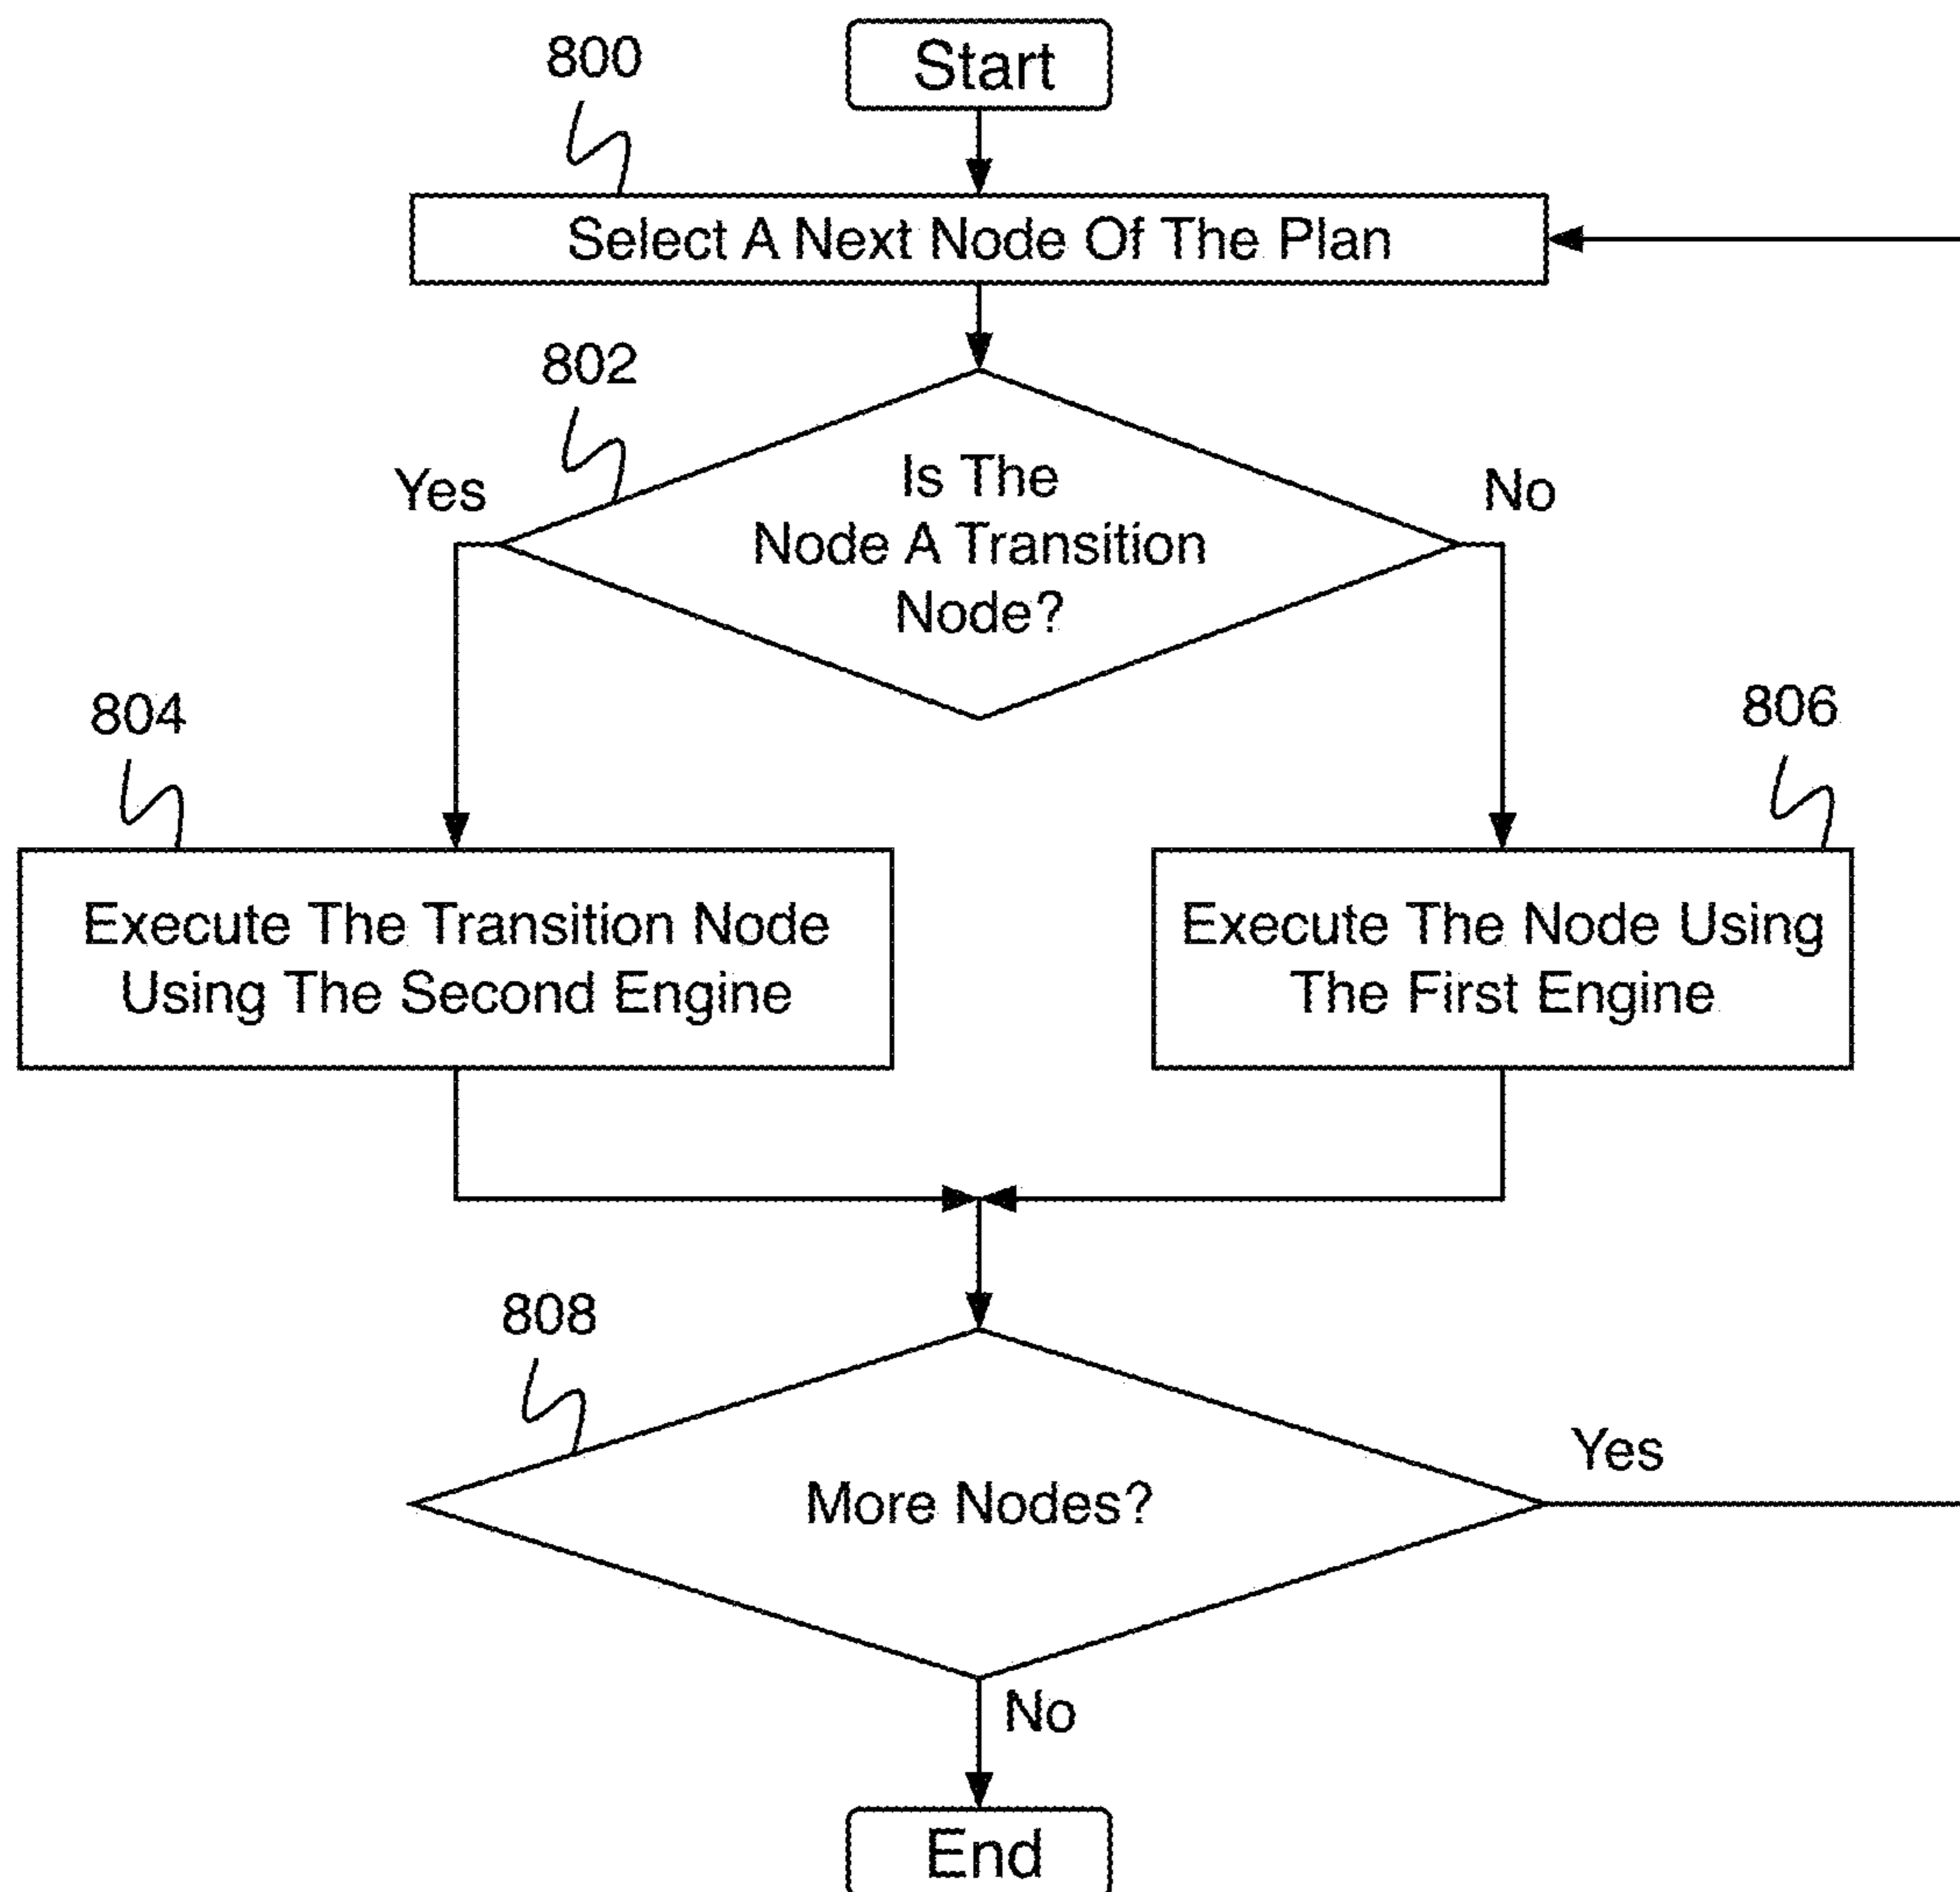 800
Start
Select A Next Node Of The Plan
802
Yes
Is The
Node A Transition
Node?
No
804
806
Execute The Transition Node
Using The Second Engine
Execute The Node Using
The First Engine
808
More Nodes?
Yes
No
End